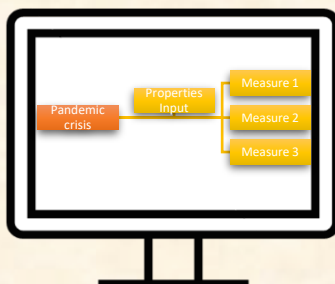 Pandemic
crisis
Properties
Input
Measure 1
Measure 2
Measure 3